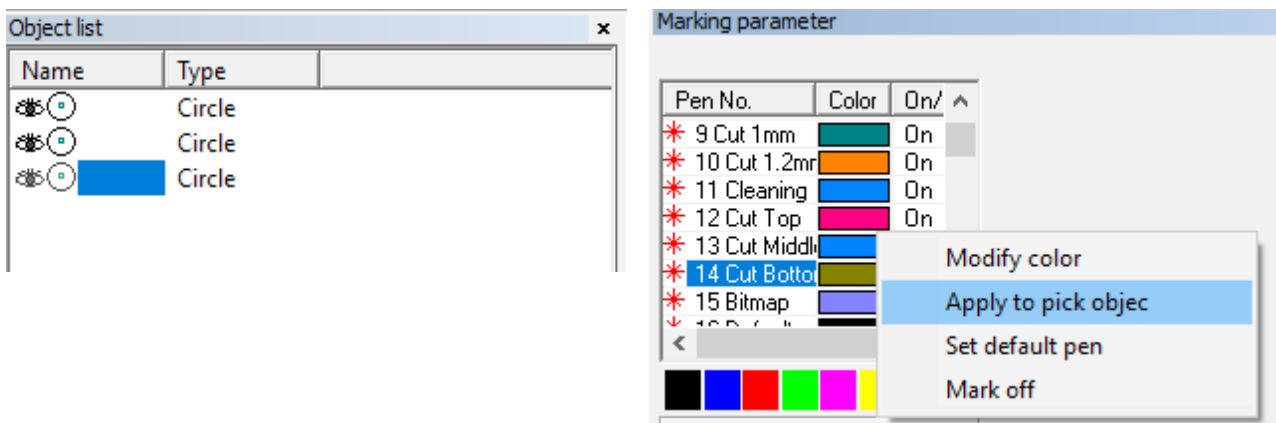 Object list
Name Type
Circle
Circle
Circle
Marking parameter
Pen No. Color On/
9 Cut 1mm On
10 Cut 1.2mr On
11 Cleaning On
12 Cut Top On
13 Cut Middl
14 Cut Botto
15 Bitmap
Modify color
Apply to pick objec
Set default pen
Mark off